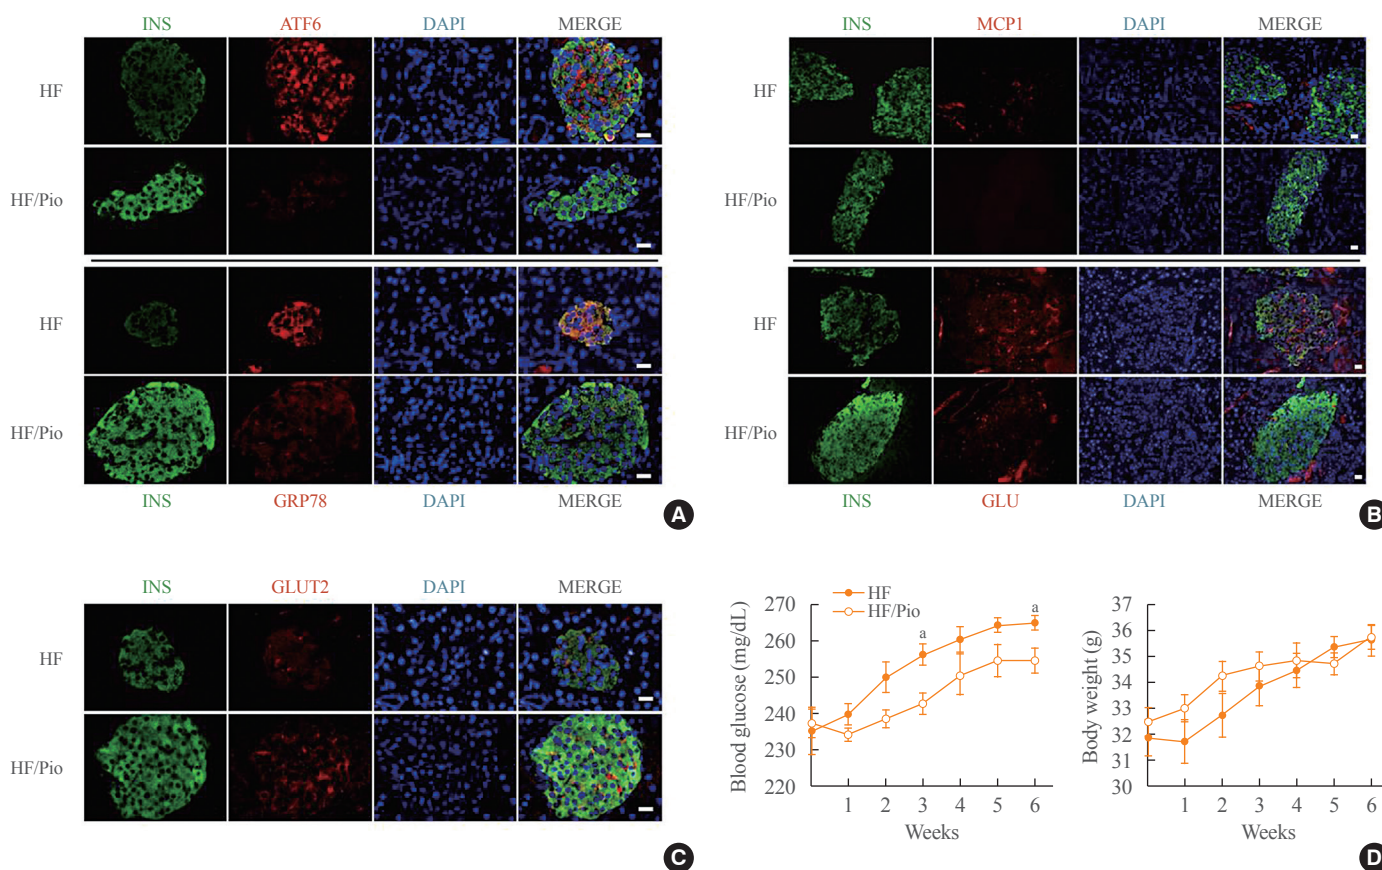 INS ATF6 DAPI MERGE
HF
HF/Pio
HF
HF/Pio
INS GRP78 DAPI MERGE
A
INS MCP1 DAPI MERGE
HF
HF/Pio
HF
HF/Pio
INS GLU DAPI MERGE
B
INS GLUT2 DAPI MERGE
HF
HF/Pio
C
HF
HF/Pio
Blood glucose (mg/dL)
270
260
250
240
230
220
a
a
1 2 3 4 5 6
Weeks
Body weight (g)
37
36
35
34
33
32
31
30
1 2 3 4 5 6
Weeks
D